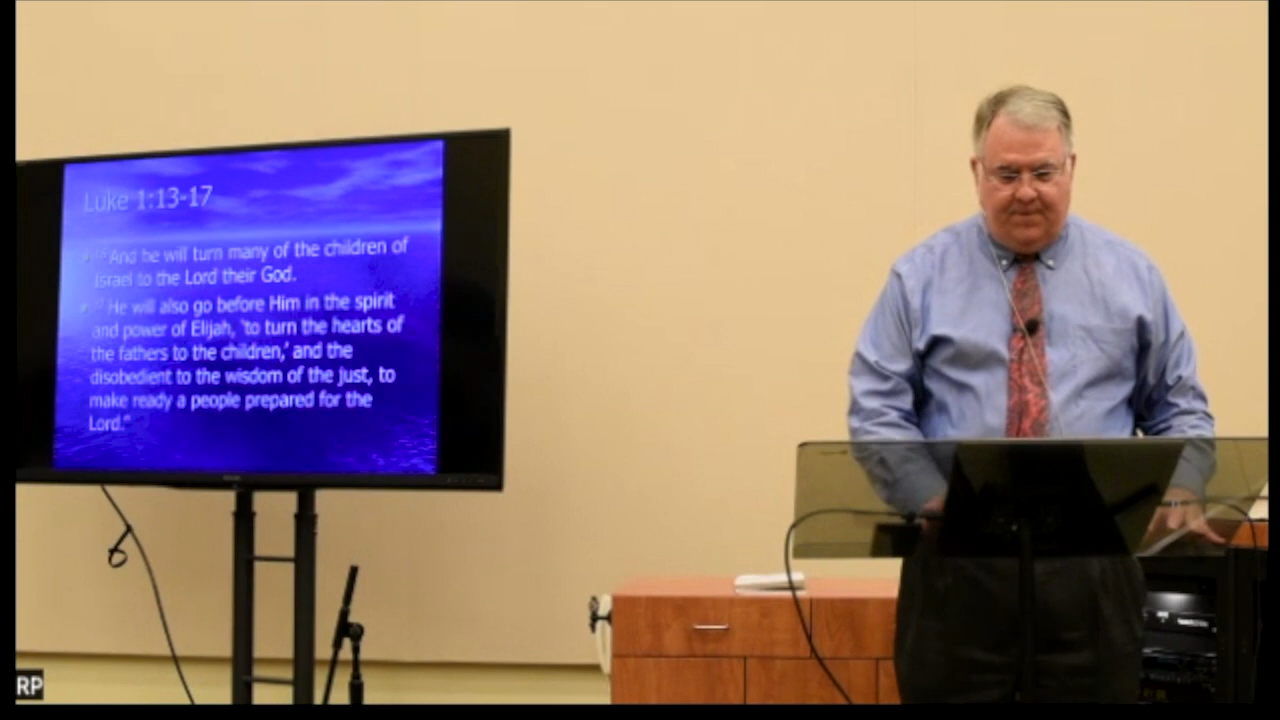 Luke 1:13-17
16 And he will turn many of the children of
Israel to the Lord their God.
17 He will also go before Him in the spirit
and power of Elijah, 'to turn the hearts of
the fathers to the children,' and the
disobedient to the wisdom of the just, to
make ready a people prepared for the
Lord."
RP